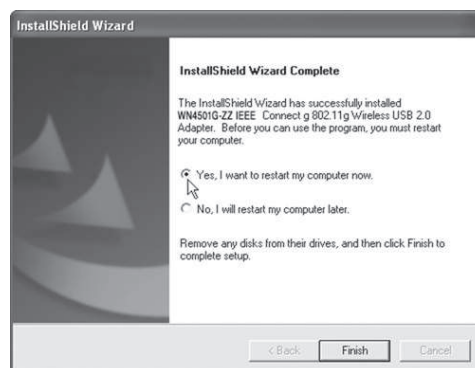 InstallShield Wizard
InstallShield Wizard Complete
The InstallShield Wizard has successfully installed
WN4501G-ZZ IEEE Connect g 802.11g Wireless USB 2.0
Adapter. Before you can use the program, you must restart
your computer.
Yes, I want to restart my computer now.
No, I will restart my computer later.
Remove any disks from their drives, and then click Finish to
complete setup.
< Back
Finish
Cancel